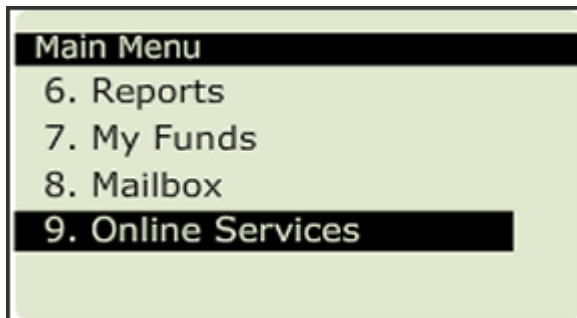 Main Menu
6. Reports
7. My Funds
8. Mailbox
9. Online Services